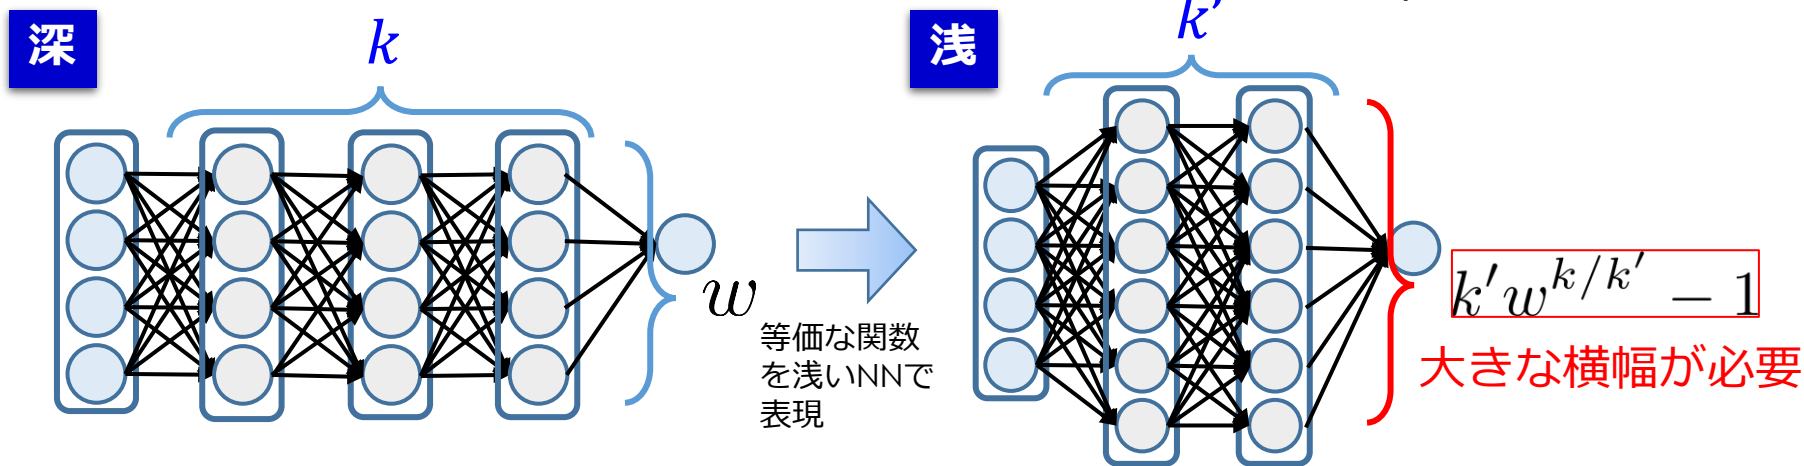 深
k
w
等価な関数
を浅いNNで
表現
浅
k'
k'w^{k/k'} − 1
大きな横幅が必要